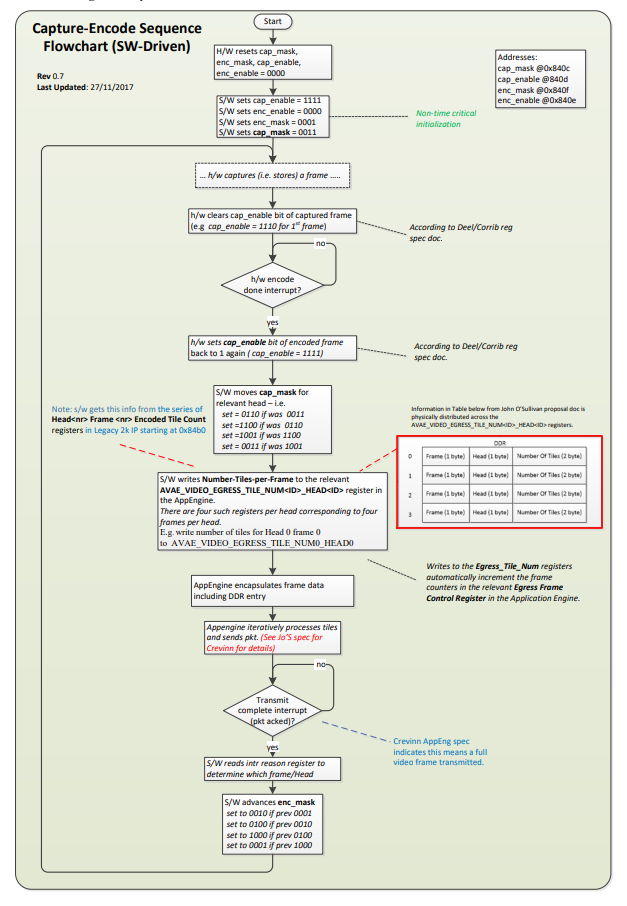 Capture-Encode Sequence
Flowchart (SW-Driven)
Rev 0.7
Last Updated: 27/11/2017
Start
H/W resets cap_mask,
enc_mask, cap_enable,
enc_enable = 0000
Addresses:
cap_mask @0x840c
cap_enable @840d
enc_mask @0x840f
enc_enable @0x840e
S/W sets cap_enable = 1111
S/W sets enc_enable = 0000
S/W sets enc_mask = 0001
S/W sets cap_mask = 0011
Non-time critical
initialization
... h/w captures (i.e. stores) a frame .....
h/w clears cap_enable bit of captured frame
(e.g cap_enable = 1110 for 1st frame)
According to Deel/Corrib reg
spec doc.
no
h/w encode
done interrupt?
yes
h/w sets cap_enable bit of encoded frame
back to 1 again ( cap_enable = 1111)
According to Deel/Corrib reg
spec doc.
S/W moves cap_mask for
relevant head – i.e.
set = 0110 if was 0011
set =1100 if was 0110
set =1001 if was 1100
set = 0011 if was 1001
Note: s/w gets this info from the series of
Head<nr> Frame <nr> Encoded Tile Count
registers in Legacy 2k IP starting at 0x84b0
Information in Table below from John O'Sullivan proposal doc is
physically distributed across the
AVAE_VIDEO_EGRESS_TILE_NUM<ID>_HEAD<ID> registers.
DDR
0 Frame (1 byte) Head (1 byte) Number Of Tiles (2 byte)
1 Frame (1 byte) Head (1 byte) Number Of Tiles (2 byte)
2 Frame (1 byte) Head (1 byte) Number Of Tiles (2 byte)
3 Frame (1 byte) Head (1 byte) Number Of Tiles (2 byte)
S/W writes Number-Tiles-per-Frame to the relevant
AVAE_VIDEO_EGRESS_TILE_NUM<ID>_HEAD<ID> register in
the AppEngine.
There are four such registers per head corresponding to four
frames per head.
E.g. write number of tiles for Head 0 frame 0
to AVAE_VIDEO_EGRESS_TILE_NUM0_HEAD0
Writes to the Egress_Tile_Num registers
automatically increment the frame
counters in the relevant Egress Frame
Control Register in the Application Engine.
AppEngine encapsulates frame data
including DDR entry
Appengine iteratively processes tiles
and sends pkt. (See Jo'S spec for
Crevinn for details)
no
Transmit
complete interrupt
(pkt acked)?
yes
Crevinn AppEng spec
indicates this means a full
video frame transmitted.
S/W reads intr reason register to
determine which frame/Head
S/W advances enc_mask
set to 0010 if prev 0001
set to 0100 if prev 0010
set to 1000 if prev 0100
set to 0001 if prev 1000